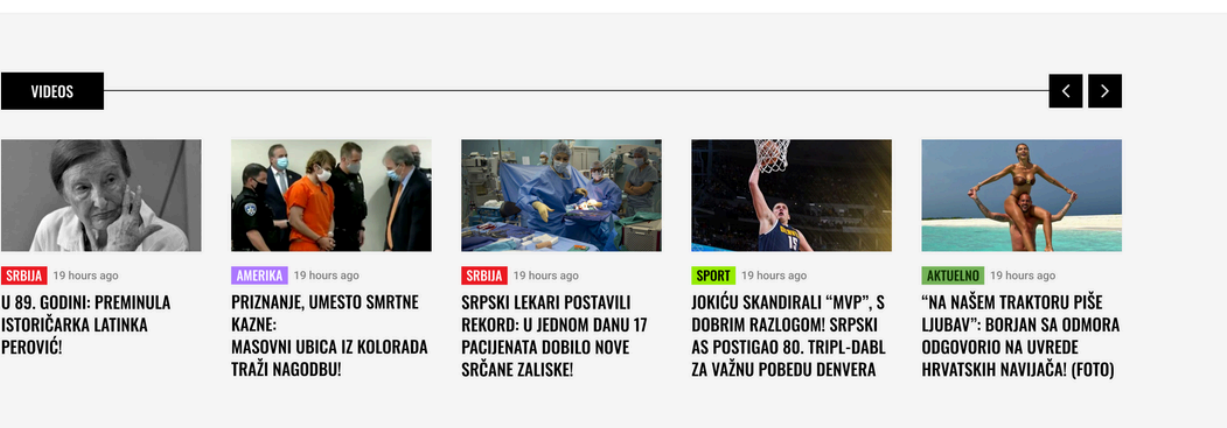 VIDEOS
SRBIJA 19 hours ago
U 89. GODINI: PREMINULA
ISTORIČARKA LATINKA
PEROVIĆ!
AMERIKA 19 hours ago
PRIZNANJE, UMESTO SMRTNE
KAZNE:
MASOVNI UBICA IZ KOLORADA
TRAŽI NAGODBU!
SRBIJA 19 hours ago
SRPSKI LEKARI POSTAVILI
REKORD: U JEDNOM DANU 17
PACIJENATA DOBILO NOVE
SRČANE ZALISKE!
15
SPORT 19 hours ago
JOKIĆU SKANDIRALI “MVP”, S
DOBRIM RAZLOGOM! SRPSKI
AS POSTIGAO 80. TRIPL-DABL
ZA VAŽNU POBEDU DENVERA
AKTUELNO 19 hours ago
“NA NAŠEM TRAKTORU PIŠE
LJUBAV”: BORJAN SA ODMORA
ODGOVORIO NA UVREDE
HRVATSKIH NAVIJAČA! (FOTO)